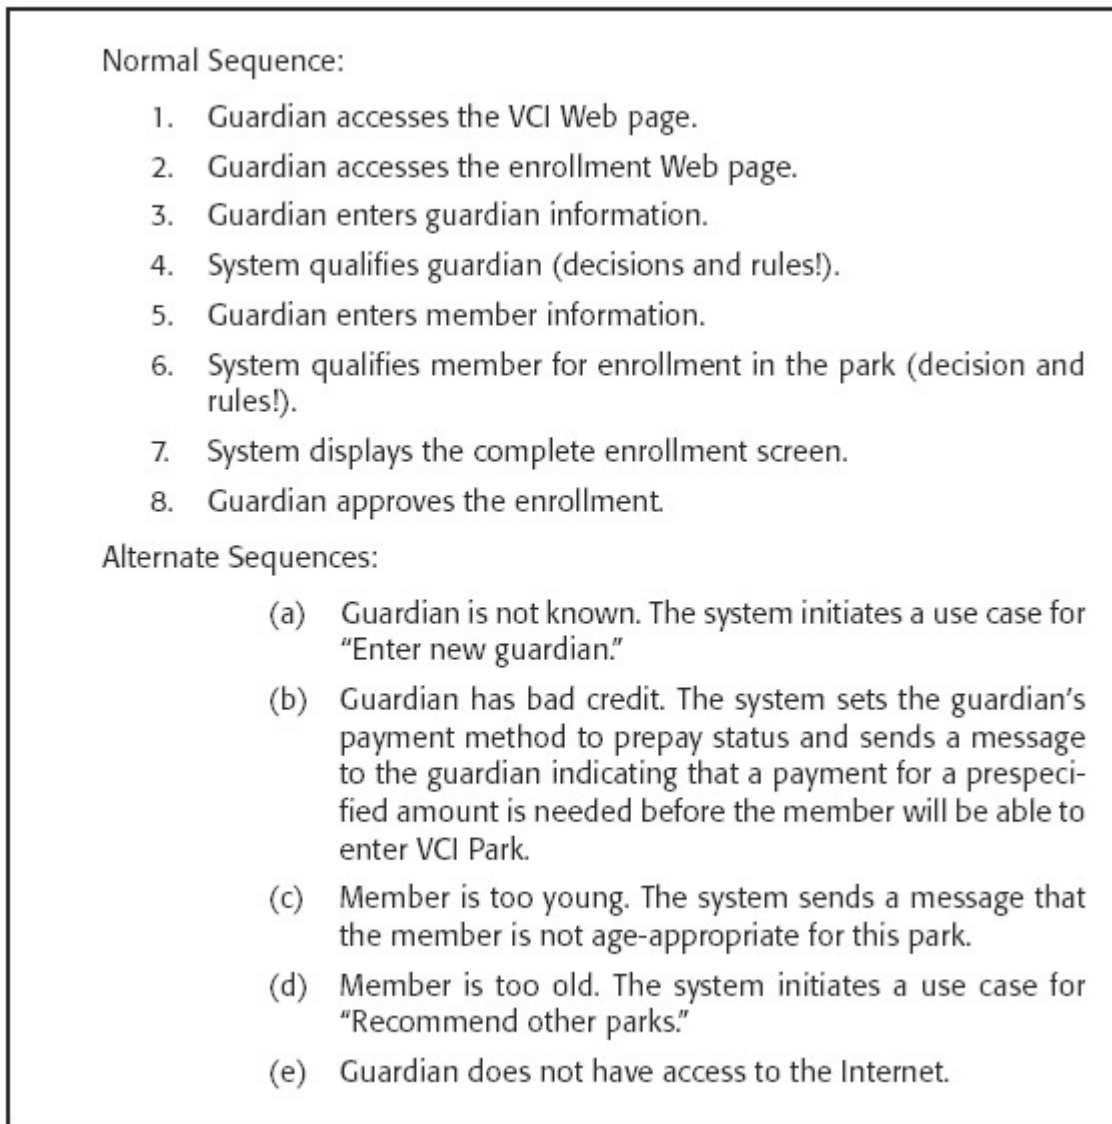 Normal Sequence:
1. Guardian accesses the VCI Web page.
2. Guardian accesses the enrollment Web page.
3. Guardian enters guardian information.
4. System qualifies guardian (decisions and rules!).
5. Guardian enters member information.
6. System qualifies member for enrollment in the park (decision and
rules!).
7. System displays the complete enrollment screen.
8. Guardian approves the enrollment.
Alternate Sequences:
(a) Guardian is not known. The system initiates a use case for
“Enter new guardian.”
(b) Guardian has bad credit. The system sets the guardian’s
payment method to prepay status and sends a message
to the guardian indicating that a payment for a prespeci-
fied amount is needed before the member will be able to
enter VCI Park.
(c) Member is too young. The system sends a message that
the member is not age-appropriate for this park.
(d) Member is too old. The system initiates a use case for
“Recommend other parks.”
(e) Guardian does not have access to the Internet.